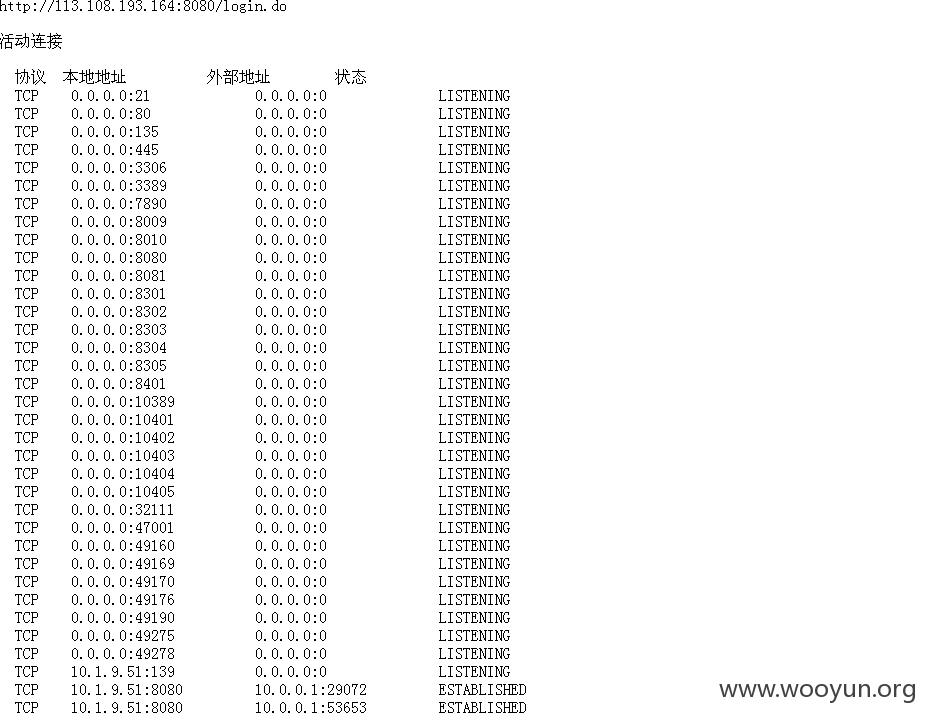 http://113.108.193.164:8080/login.do
活动连接
协议 本地地址 外部地址 状态
TCP 0.0.0.0:21 0.0.0.0:0 LISTENING
TCP 0.0.0.0:80 0.0.0.0:0 LISTENING
TCP 0.0.0.0:135 0.0.0.0:0 LISTENING
TCP 0.0.0.0:445 0.0.0.0:0 LISTENING
TCP 0.0.0.0:3306 0.0.0.0:0 LISTENING
TCP 0.0.0.0:3389 0.0.0.0:0 LISTENING
TCP 0.0.0.0:7890 0.0.0.0:0 LISTENING
TCP 0.0.0.0:8009 0.0.0.0:0 LISTENING
TCP 0.0.0.0:8010 0.0.0.0:0 LISTENING
TCP 0.0.0.0:8080 0.0.0.0:0 LISTENING
TCP 0.0.0.0:8081 0.0.0.0:0 LISTENING
TCP 0.0.0.0:8301 0.0.0.0:0 LISTENING
TCP 0.0.0.0:8302 0.0.0.0:0 LISTENING
TCP 0.0.0.0:8303 0.0.0.0:0 LISTENING
TCP 0.0.0.0:8304 0.0.0.0:0 LISTENING
TCP 0.0.0.0:8305 0.0.0.0:0 LISTENING
TCP 0.0.0.0:8401 0.0.0.0:0 LISTENING
TCP 0.0.0.0:10389 0.0.0.0:0 LISTENING
TCP 0.0.0.0:10401 0.0.0.0:0 LISTENING
TCP 0.0.0.0:10402 0.0.0.0:0 LISTENING
TCP 0.0.0.0:10403 0.0.0.0:0 LISTENING
TCP 0.0.0.0:10404 0.0.0.0:0 LISTENING
TCP 0.0.0.0:10405 0.0.0.0:0 LISTENING
TCP 0.0.0.0:32111 0.0.0.0:0 LISTENING
TCP 0.0.0.0:47001 0.0.0.0:0 LISTENING
TCP 0.0.0.0:49160 0.0.0.0:0 LISTENING
TCP 0.0.0.0:49169 0.0.0.0:0 LISTENING
TCP 0.0.0.0:49170 0.0.0.0:0 LISTENING
TCP 0.0.0.0:49176 0.0.0.0:0 LISTENING
TCP 0.0.0.0:49190 0.0.0.0:0 LISTENING
TCP 0.0.0.0:49275 0.0.0.0:0 LISTENING
TCP 0.0.0.0:49278 0.0.0.0:0 LISTENING
TCP 10.1.9.51:139 0.0.0.0:0 LISTENING
TCP 10.1.9.51:8080 10.0.0.1:29072 ESTABLISHED
TCP 10.1.9.51:8080 10.0.0.1:53653 ESTABLISHED
www.wooyun.org